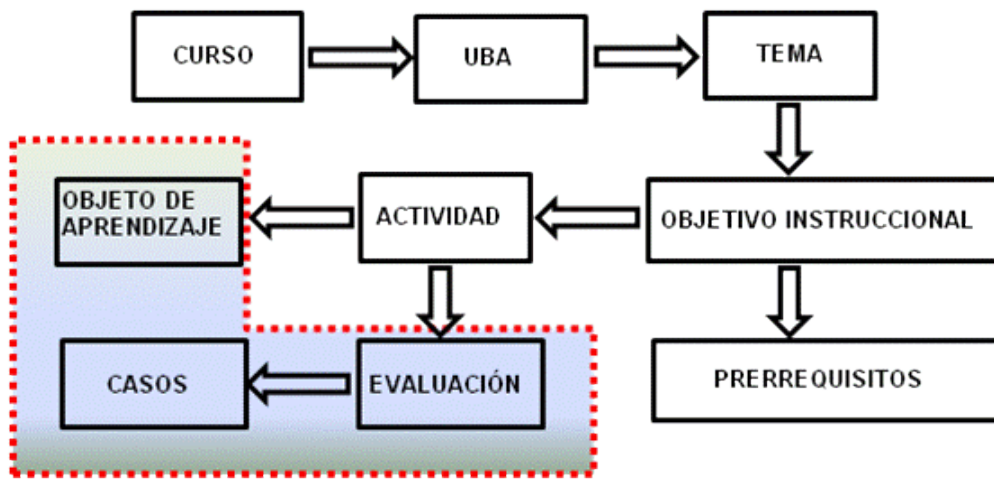 CURSO
UBA
TEMA
OBJETO DE
APRENDIZAJE
ACTIVIDAD
OBJETIVO INSTRUCCIONAL
CASOS
EVALUACIÓN
PRERREQUISITOS